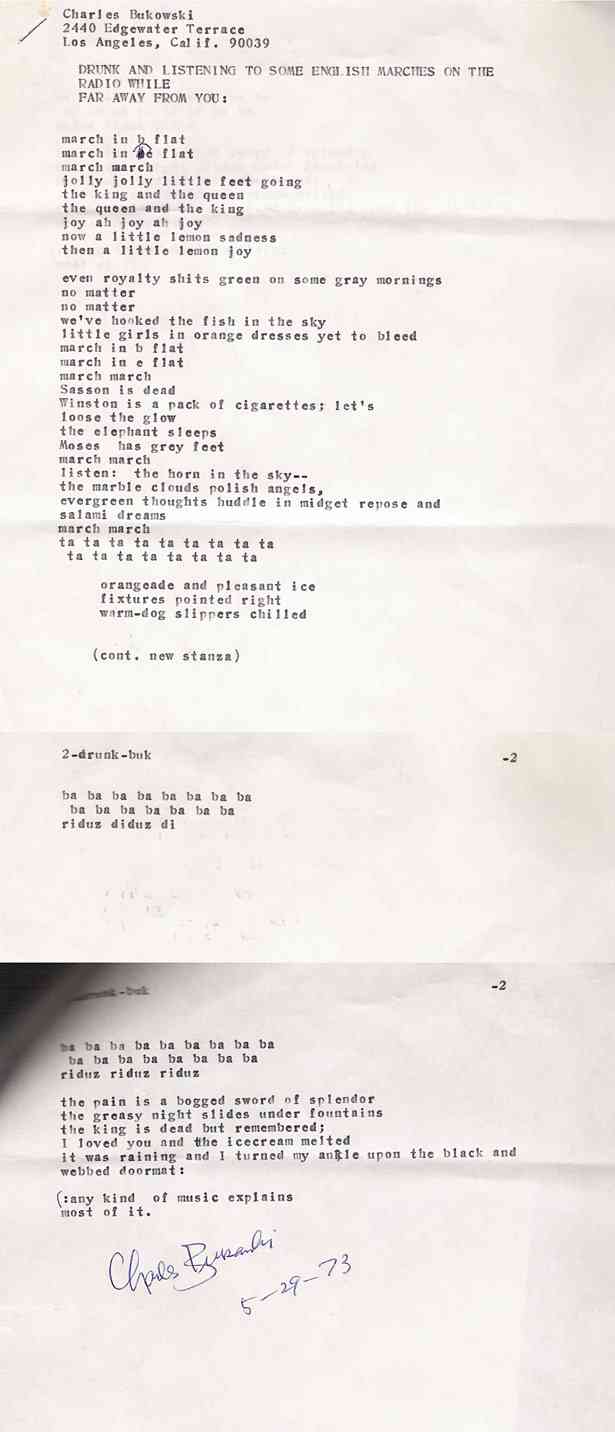 Charles Bukowski
2440 Edgewater Terrace
Los Angeles, Calif. 90039
DRUNK AND LISTENING TO SOME ENGLISH MARCHES ON THE
RADIO WHILE
FAR AWAY FROM YOU:
march in b flat
march in e flat
march march
jolly jolly little feet going
the king and the queen
the queen and the king
joy ah joy ah joy
now a little lemon sadness
then a little lemon joy
even royalty shits green on some gray mornings
no matter
no matter
we've hooked the fish in the sky
little girls in orange dresses yet to bleed
march in b flat
march in e flat
march march
Sasson is dead
Winston is a pack of cigarettes; let's
loose the glow
the elephant sleeps
Moses  has grey feet
march march
listen:  the horn in the sky--
the marble clouds polish angels,
evergreen thoughts huddle in midget repose and
salami dreams
march march
ta ta ta ta ta ta ta ta ta
ta ta ta ta ta ta ta ta
orangeade and pleasant ice
fixtures pointed right
warm-dog slippers chilled
(cont. new stanza)
2-drunk-buk -2
ba ba ba ba ba ba ba ba
ba ba ba ba ba ba ba
riduz diduz di
-drunk-buk -2
ba ba ba ba ba ba ba ba ba
ba ba ba ba ba ba ba ba
riduz riduz riduz
the pain is a bogged sword of splendor
the greasy night slides under fountains
the king is dead but remembered;
I loved you and the icecream melted
it was raining and I turned my ankle upon the black and
webbed doormat:
(:any kind  of music explains
most of it.
Charles Bukowski
5-29-73